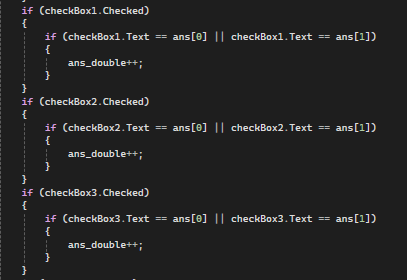 if (checkBox1.Checked)
{
if (checkBox1.Text == ans[0] || checkBox1.Text == ans[1])
{
ans_double++;
}
}
if (checkBox2.Checked)
{
if (checkBox2.Text == ans[0] || checkBox2.Text == ans[1])
{
ans_double++;
}
}
if (checkBox3.Checked)
{
if (checkBox3.Text == ans[0] || checkBox3.Text == ans[1])
{
ans_double++;
}
}